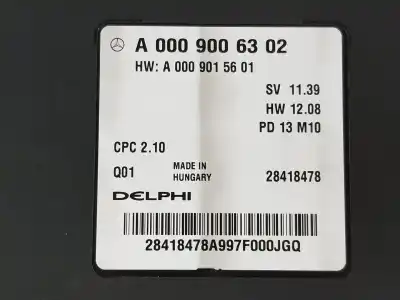 A 000 900 63 02
HW: A 000 901 56 01
SV 11.39
HW 12.08
PD 13 M10
CPC 2.10
Q01 MADE IN HUNGARY 28418478
DELPHI
28418478A997F000JGQ